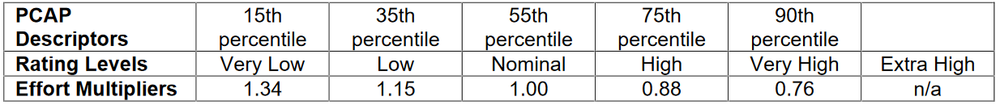 PCAP 15th 35th 55th 75th 90th
Descriptors percentile percentile percentile percentile percentile
Rating Levels Very Low Low Nominal High Very High Extra High
Effort Multipliers 1.34 1.15 1.00 0.88 0.76 n/a